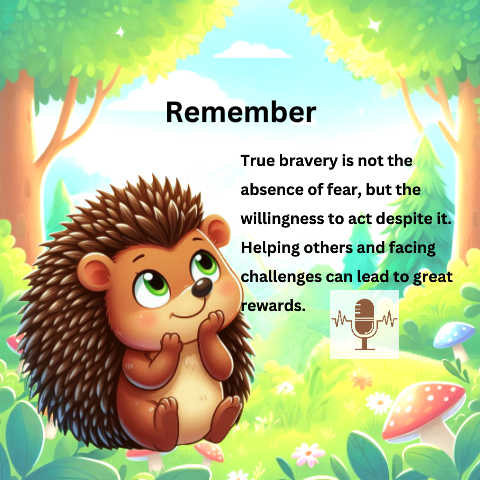 Remember
True bravery is not the
absence of fear, but the
willingness to act despite it.
Helping others and facing
challenges can lead to great
rewards.